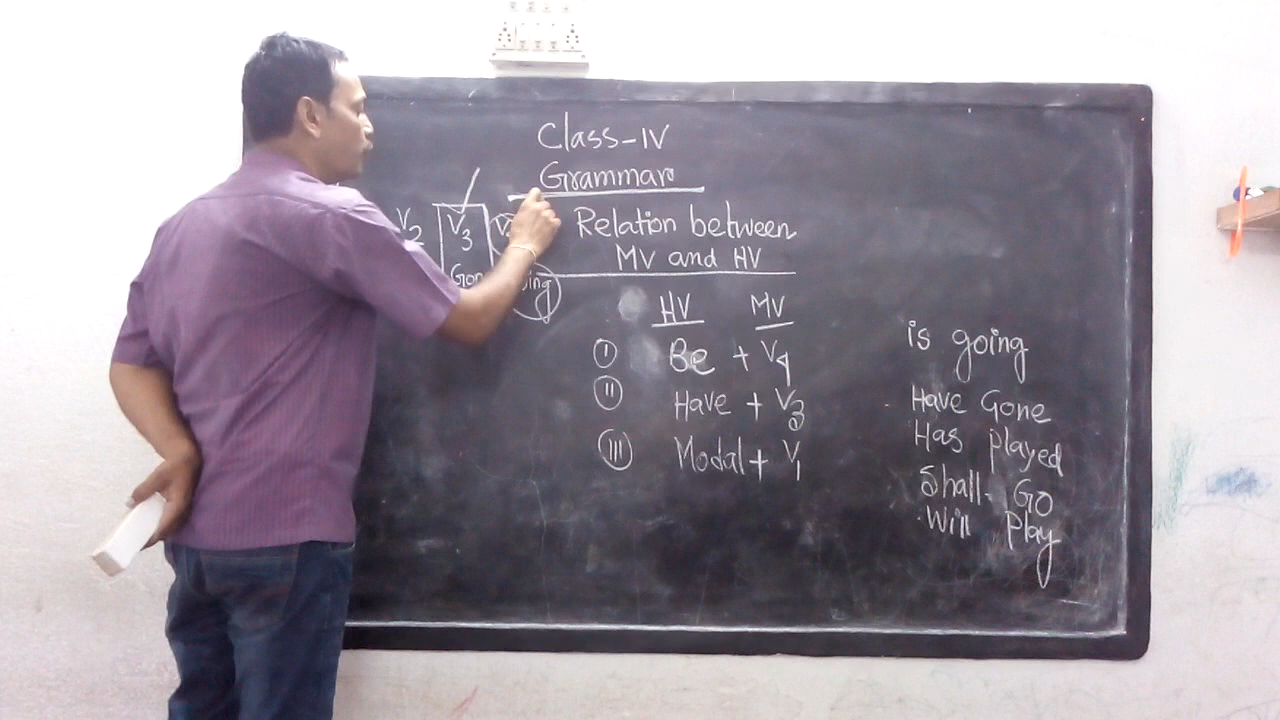 Class-IV
Grammar
V2 V3
Relation between
MV and HV
HV MV
I Be + V4
II Have + V3
III Modal + V1
is going
Have Gone
Has played
Shall- Go
Will Play